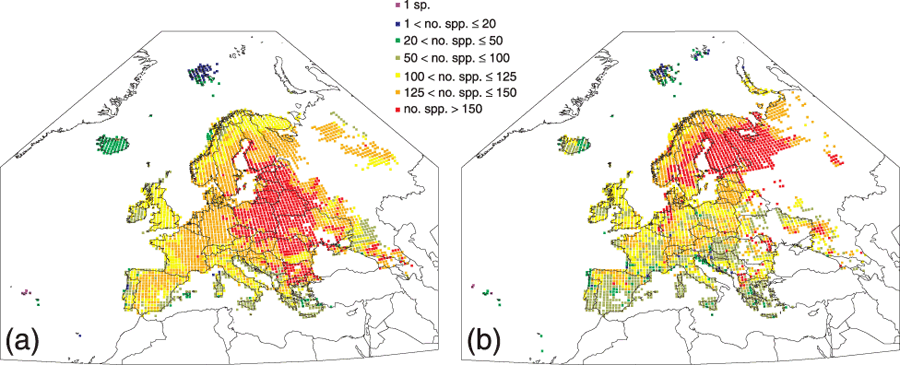 1 sp.
1 < no. spp. ≤ 20
20 < no. spp. ≤ 50
50 < no. spp. ≤ 100
100 < no. spp. ≤ 125
125 < no. spp. ≤ 150
no. spp. > 150
(a)
(b)